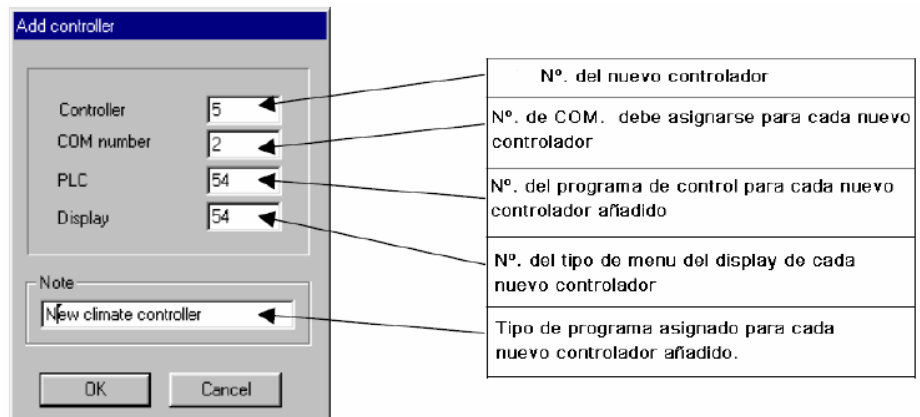 Add controller
Controller 5
COM number 2
PLC 54
Display 54
Note
New climate controller
OK Cancel
Nº. del nuevo controlador
Nº. de COM. debe asignarse para cada nuevo
controlador
Nº. del programa de control para cada nuevo
controlador añadido
Nº. del tipo de menu del display de cada
nuevo controlador
Tipo de programa asignado para cada
nuevo controlador añadido.